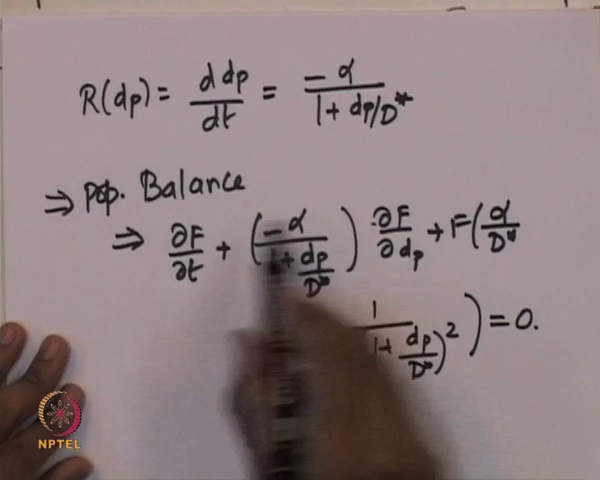 R(dp) = d dp/dt = -α/(1 + dp/D*)
⇒ Pop. Balance
⇒ ∂F/∂t + (-α/(1 + dp/D*)) · ∂F/∂dp + F(α/D*
1/(1 + dp/D*)²) = 0.
NPTEL